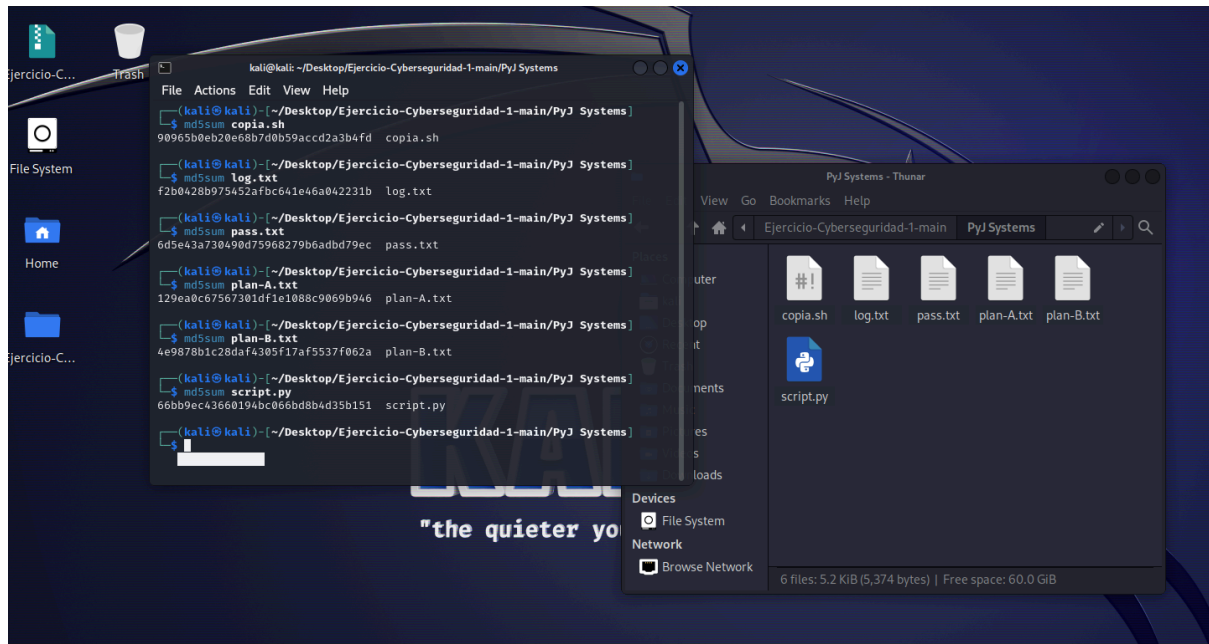 Ejercicio-C...
Trash
File System
Home
Ejercicio-C...
kali@kali: ~/Desktop/Ejercicio-Cyberseguridad-1-main/PyJ Systems
File Actions Edit View Help
┌──(kali㉿kali)-[~/Desktop/Ejercicio-Cyberseguridad-1-main/PyJ Systems]
└─$ md5sum copia.sh
90965b0eb20e68b7d0b59accd2a3b4fd  copia.sh
┌──(kali㉿kali)-[~/Desktop/Ejercicio-Cyberseguridad-1-main/PyJ Systems]
└─$ md5sum log.txt
f2b0428b975452afbc641e46a042231b  log.txt
┌──(kali㉿kali)-[~/Desktop/Ejercicio-Cyberseguridad-1-main/PyJ Systems]
└─$ md5sum pass.txt
6d5e43a730490d75968279b6adbd79ec  pass.txt
┌──(kali㉿kali)-[~/Desktop/Ejercicio-Cyberseguridad-1-main/PyJ Systems]
└─$ md5sum plan-A.txt
129ea0c67567301df1e1088c9069b946  plan-A.txt
┌──(kali㉿kali)-[~/Desktop/Ejercicio-Cyberseguridad-1-main/PyJ Systems]
└─$ md5sum plan-B.txt
4e9878b1c28daf4305f17af5537f062a  plan-B.txt
┌──(kali㉿kali)-[~/Desktop/Ejercicio-Cyberseguridad-1-main/PyJ Systems]
└─$ md5sum script.py
66bb9ec43660194bc066bd8b4d35b151  script.py
┌──(kali㉿kali)-[~/Desktop/Ejercicio-Cyberseguridad-1-main/PyJ Systems]
└─$
"the quieter yo
PyJ Systems - Thunar
View Go Bookmarks Help
Ejercicio-Cyberseguridad-1-main PyJ Systems
Places
uter
op
ments
es
s
loads
Devices
File System
Network
Browse Network
copia.sh log.txt pass.txt plan-A.txt plan-B.txt
script.py
6 files: 5.2 KiB (5,374 bytes) | Free space: 60.0 GiB